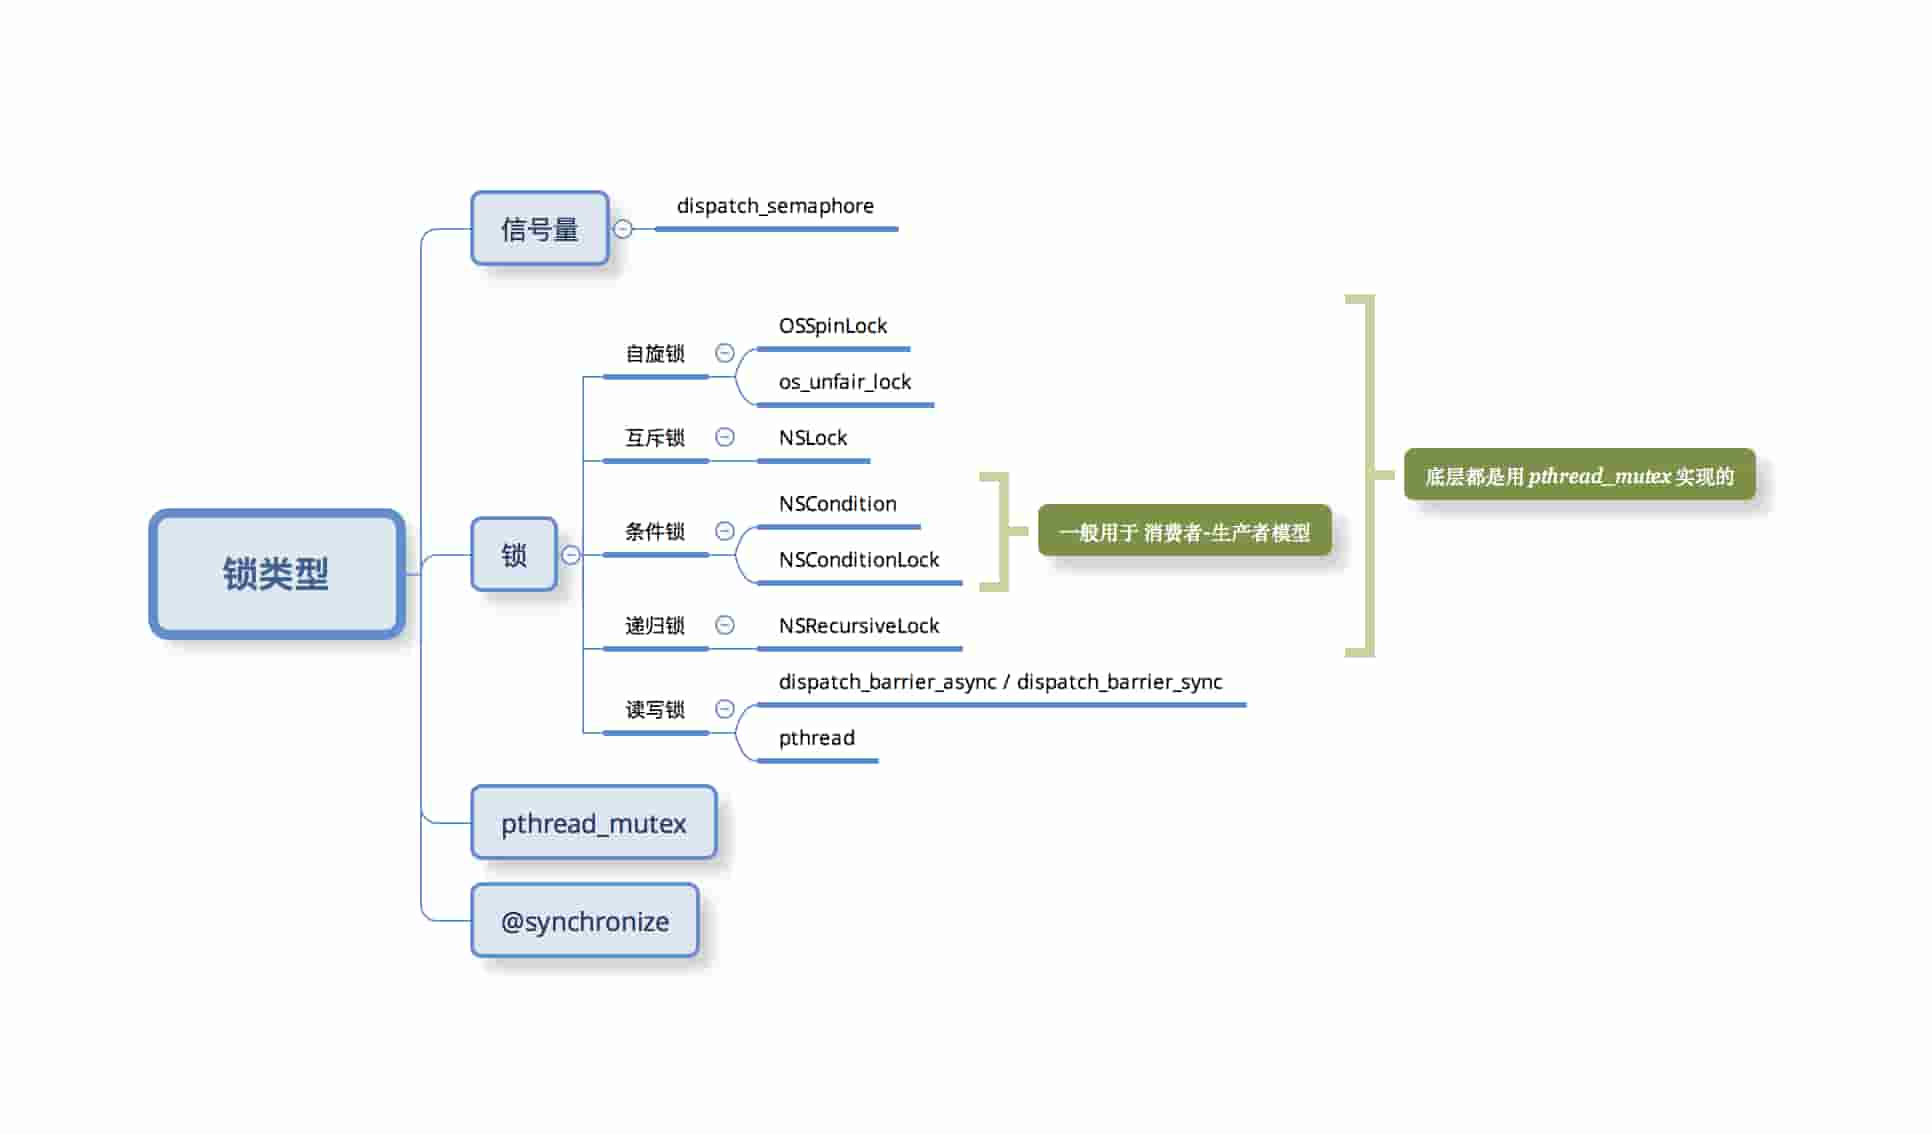 锁类型
信号量
dispatch_semaphore
锁
自旋锁
OSSpinLock
os_unfair_lock
互斥锁
NSLock
条件锁
NSCondition
NSConditionLock
一般用于 消费者-生产者模型
递归锁
NSRecursiveLock
底层都是用 pthread_mutex 实现的
读写锁
dispatch_barrier_async / dispatch_barrier_sync
pthread
pthread_mutex
@synchronize